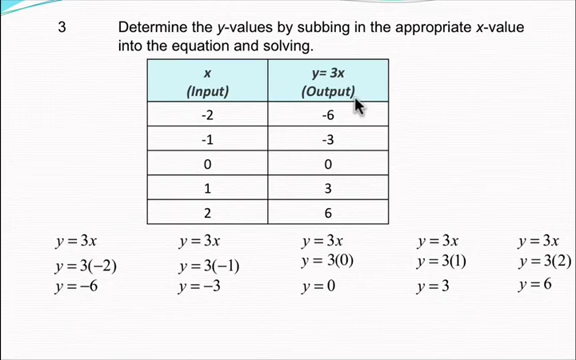 3 Determine the y-values by subbing in the appropriate x-value
into the equation and solving.
x y= 3x
(Input) (Output)
-2 -6
-1 -3
0 0
1 3
2 6
y = 3x y = 3x y = 3x y = 3x y = 3x
y = 3(−2) y = 3(−1) y = 3(0) y = 3(1) y = 3(2)
y = −6 y = −3 y = 0 y = 3 y = 6